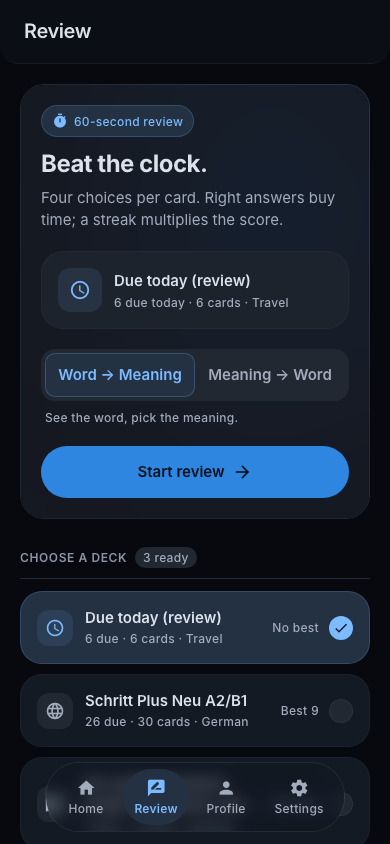 Review
60-second review
Beat the clock.
Four choices per card. Right answers buy
time; a streak multiplies the score.
Due today (review)
6 due today · 6 cards · Travel
Word → Meaning
Meaning → Word
See the word, pick the meaning.
Start review →
CHOOSE A DECK
3 ready
Due today (review)
6 due · 6 cards · Travel
No best
Schritt Plus Neu A2/B1
26 due · 30 cards · German
Best 9
Home
Review
Profile
Settings